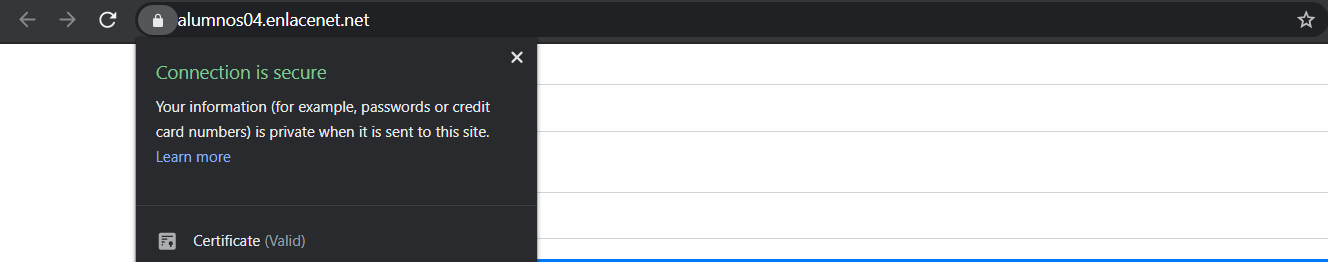 alumnos04.enlacenet.net
Connection is secure
Your information (for example, passwords or credit
card numbers) is private when it is sent to this site.
Learn more
Certificate (Valid)